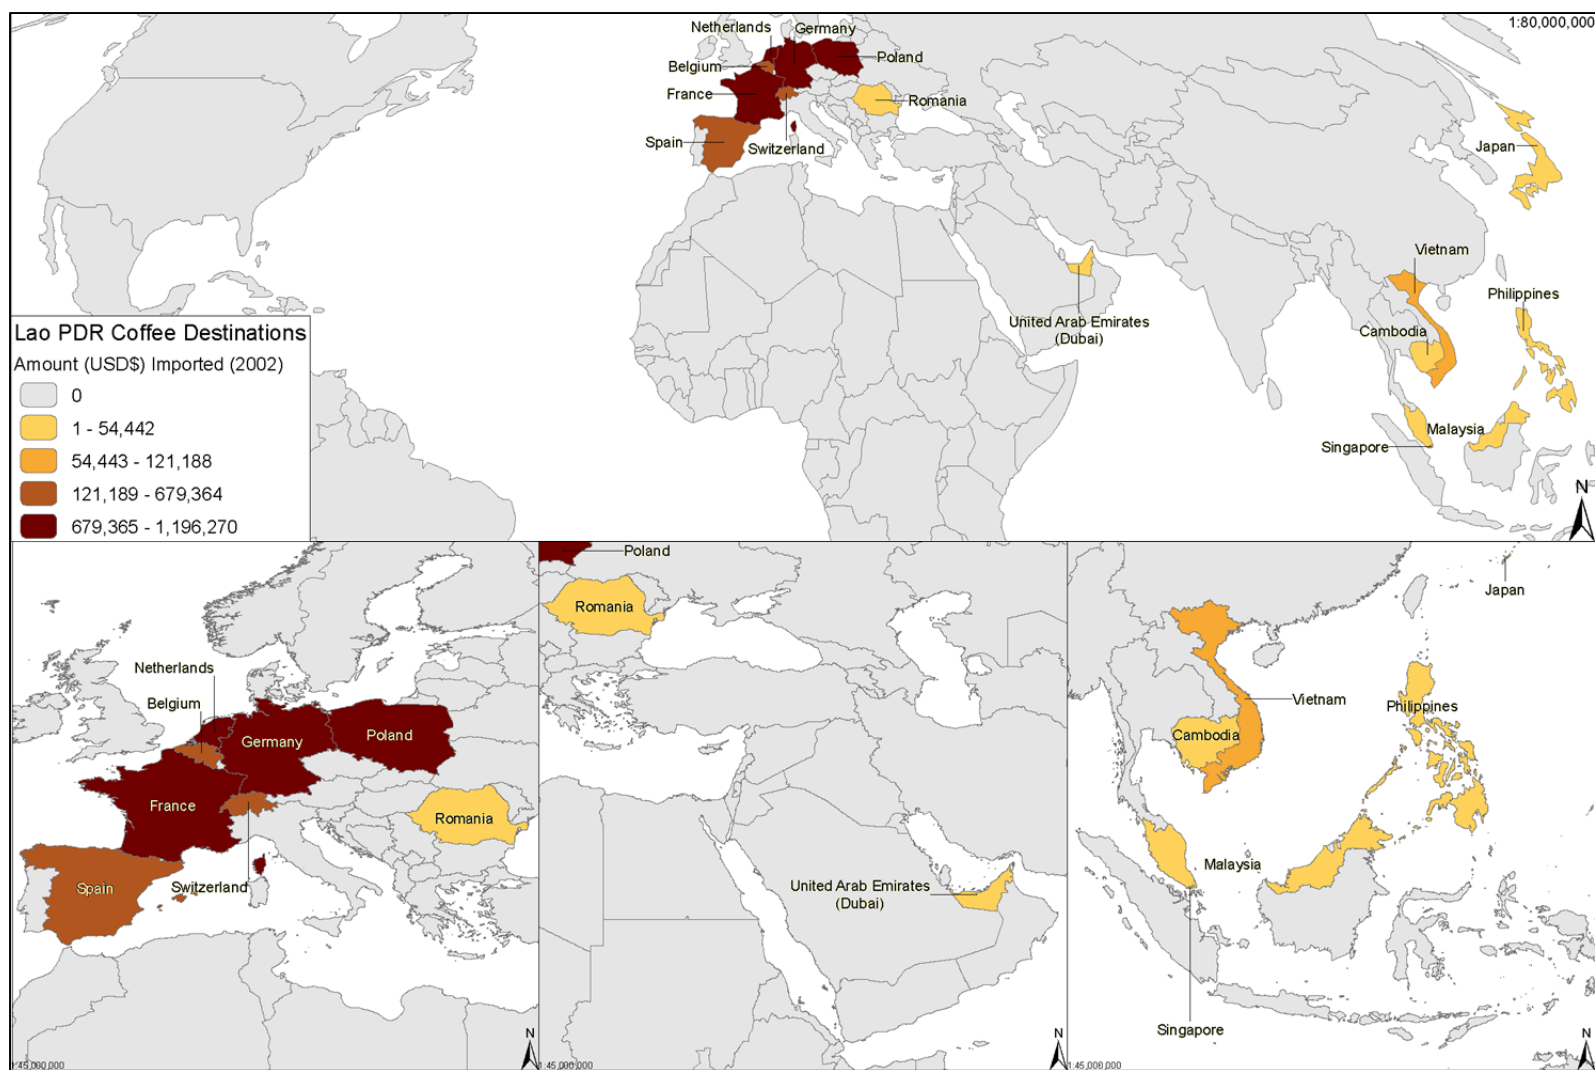 1:80,000,000
Netherlands
Germany
Belgium
Poland
France
Romania
Spain
Switzerland
Japan
Vietnam
Philippines
United Arab Emirates
(Dubai)
Cambodia
Malaysia
Singapore
N
Lao PDR Coffee Destinations
Amount (USD$) Imported (2002)
0
1 - 54,442
54,443 - 121,188
121,189 - 679,364
679,365 - 1,196,270
Netherlands
Belgium
Germany
Poland
France
Romania
Spain
Switzerland
N
1:45,000,000
Poland
Romania
United Arab Emirates
(Dubai)
N
1:45,000,000
Japan
Vietnam
Philippines
Cambodia
Malaysia
Singapore
N
1:45,000,000